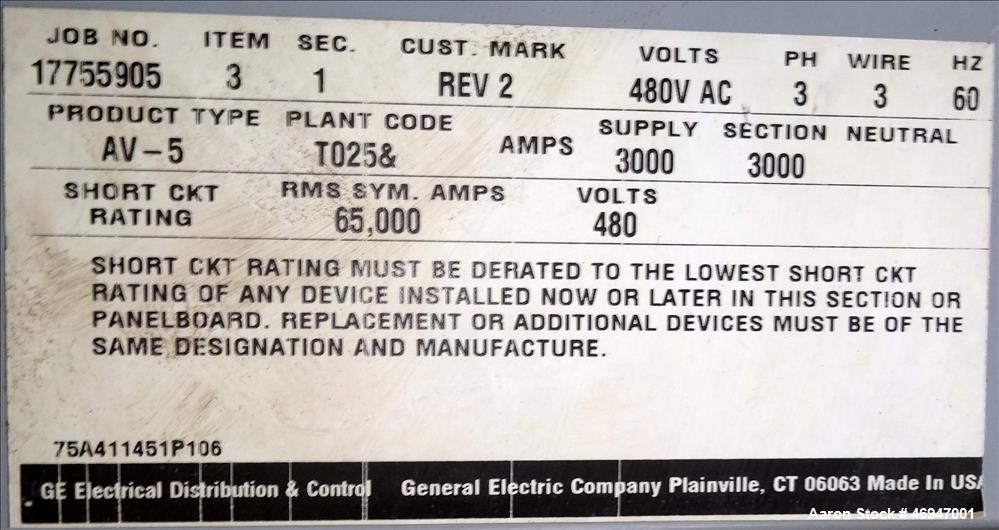 JOB NO. ITEM SEC. CUST. MARK VOLTS PH WIRE HZ
17755905 3 1 REV 2 480V AC 3 3 60
PRODUCT TYPE PLANT CODE AMPS SUPPLY SECTION NEUTRAL
AV-5 T025& 3000 3000
SHORT CKT RMS SYM. AMPS VOLTS
RATING 65,000 480
SHORT CKT RATING MUST BE DERATED TO THE LOWEST SHORT CKT
RATING OF ANY DEVICE INSTALLED NOW OR LATER IN THIS SECTION OR
PANELBOARD. REPLACEMENT OR ADDITIONAL DEVICES MUST BE OF THE
SAME DESIGNATION AND MANUFACTURE.
75A411451P106
GE Electrical Distribution & Control General Electric Company Plainville, CT 06063 Made In USA
Aaron Stock # 46947001